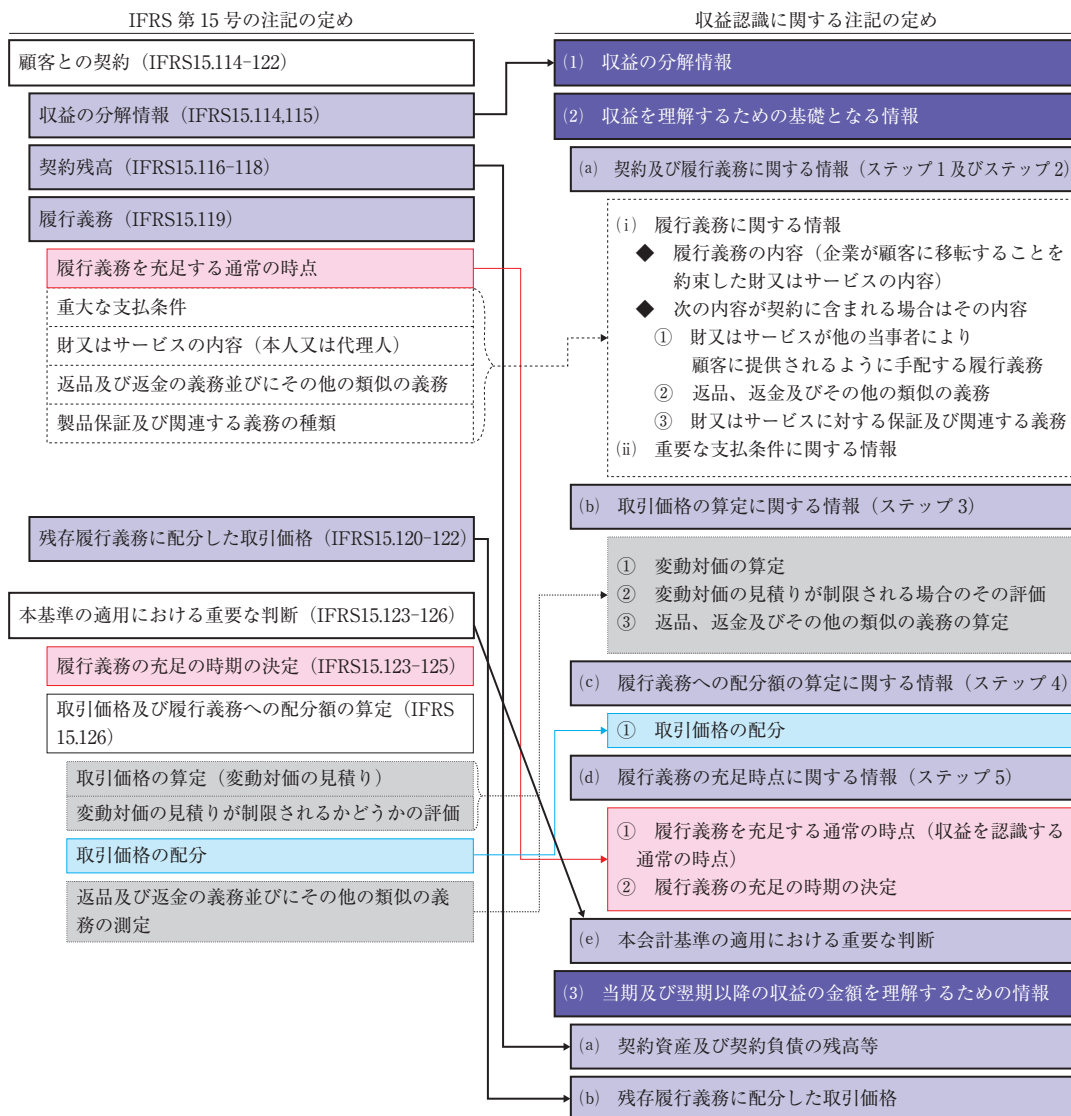 IFRS 第 15 号の注記の定め
顧客との契約（IFRS15.114−122）
収益の分解情報（IFRS15.114,115）
契約残高（IFRS15.116−118）
履行義務（IFRS15.119）
履行義務を充足する通常の時点
重大な支払条件
財又はサービスの内容（本人又は代理人）
返品及び返金の義務並びにその他の類似の義務
製品保証及び関連する義務の種類
残存履行義務に配分した取引価格（IFRS15.120−122）
本基準の適用における重要な判断（IFRS15.123−126）
履行義務の充足の時期の決定（IFRS15.123−125）
取引価格及び履行義務への配分額の算定（IFRS
15.126）
取引価格の算定（変動対価の見積り）
変動対価の見積りが制限されるかどうかの評価
取引価格の配分
返品及び返金の義務並びにその他の類似の義
務の測定
収益認識に関する注記の定め
(1) 収益の分解情報
(2) 収益を理解するための基礎となる情報
(a) 契約及び履行義務に関する情報（ステップ 1 及びステップ 2）
(i) 履行義務に関する情報
◆ 履行義務の内容（企業が顧客に移転することを
約束した財又はサービスの内容）
◆ 次の内容が契約に含まれる場合はその内容
① 財又はサービスが他の当事者により
顧客に提供されるように手配する履行義務
② 返品、返金及びその他の類似の義務
③ 財又はサービスに対する保証及び関連する義務
(ii) 重要な支払条件に関する情報
(b) 取引価格の算定に関する情報（ステップ 3）
① 変動対価の算定
② 変動対価の見積りが制限される場合のその評価
③ 返品、返金及びその他の類似の義務の算定
(c) 履行義務への配分額の算定に関する情報（ステップ 4）
① 取引価格の配分
(d) 履行義務の充足時点に関する情報（ステップ 5）
① 履行義務を充足する通常の時点（収益を認識する
通常の時点）
② 履行義務の充足の時期の決定
(e) 本会計基準の適用における重要な判断
(3) 当期及び翌期以降の収益の金額を理解するための情報
(a) 契約資産及び契約負債の残高等
(b) 残存履行義務に配分した取引価格